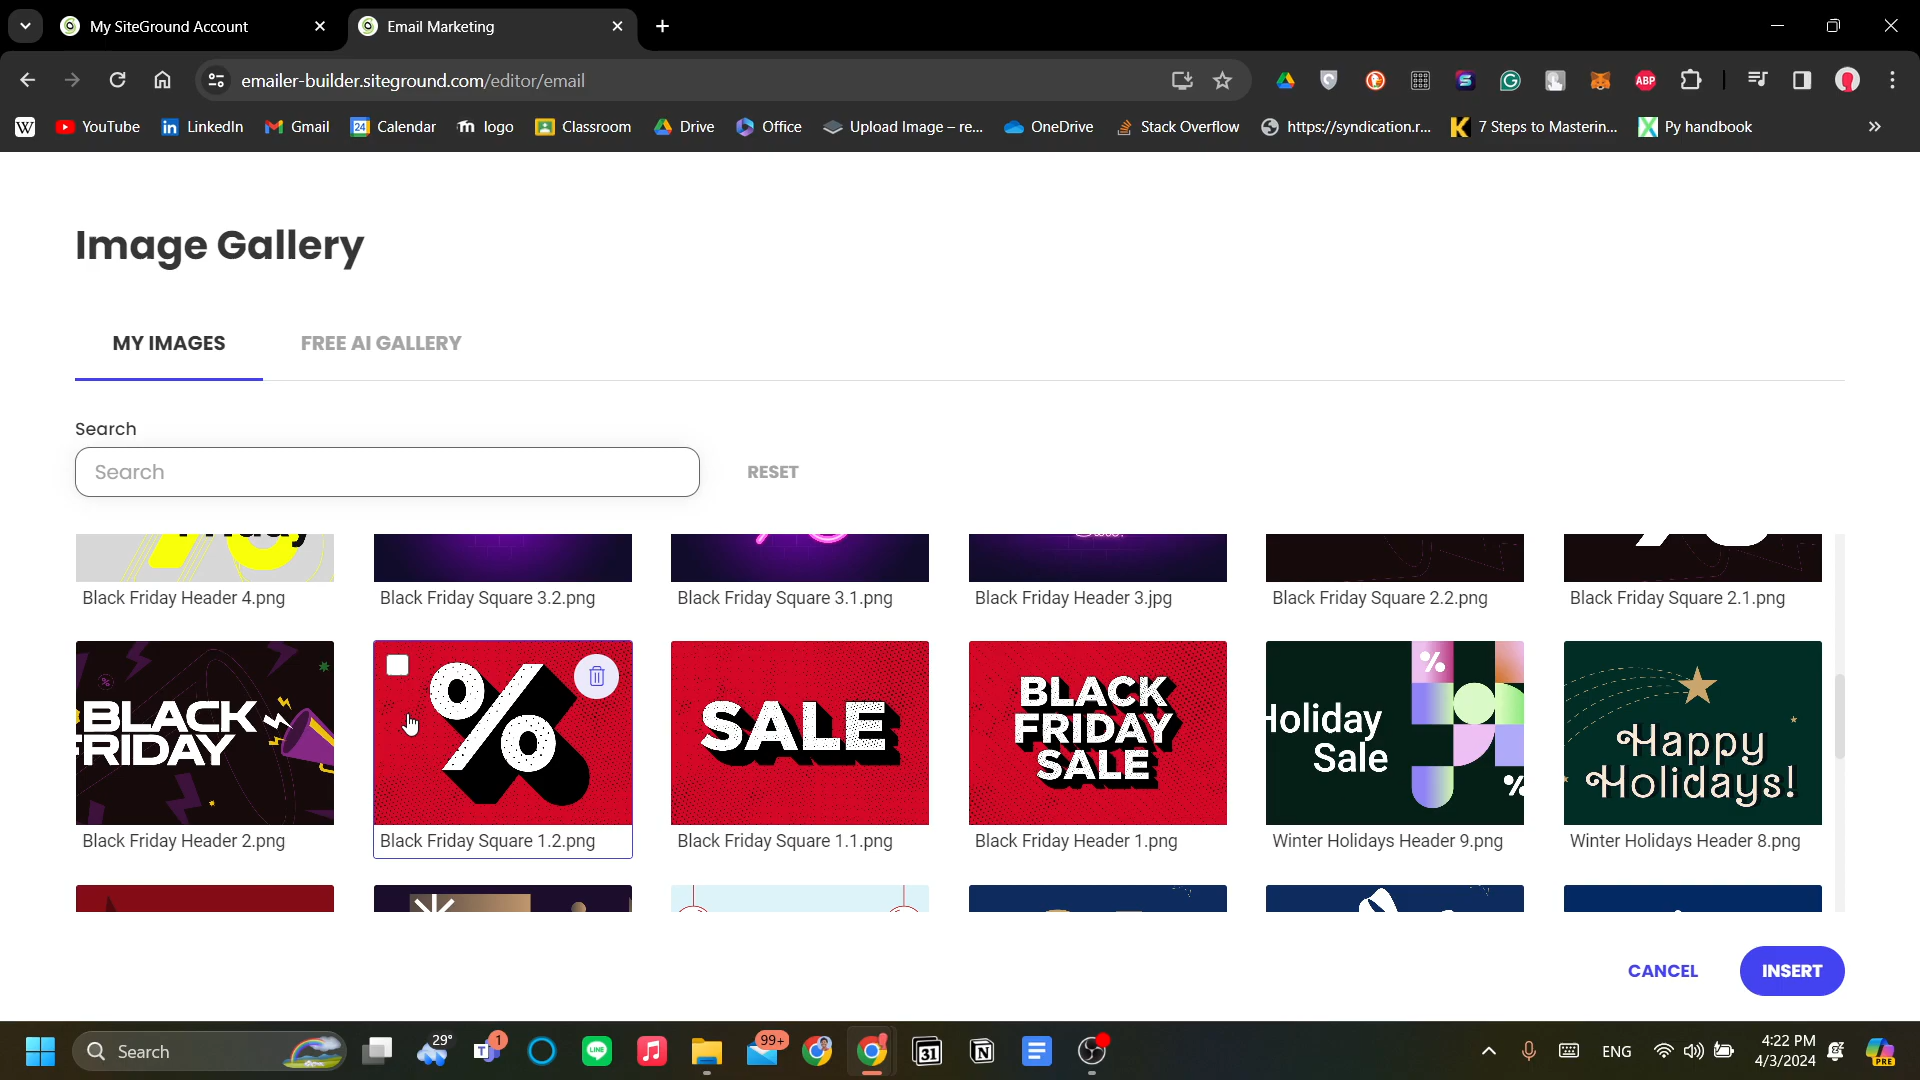 My SiteGround Account
Email Marketing
emailer-builder.siteground.com/editor/email
ABP
W
YouTube
LinkedIn
Gmail
24 Calendar
logo
Classroom
Drive
Office
Upload Image – re...
OneDrive
Stack Overflow
https://syndication.r...
7 Steps to Masterin...
Py handbook
Image Gallery
MY IMAGES
FREE AI GALLERY
Search
Search
RESET
Black Friday Header 4.png
Black Friday Square 3.2.png
Black Friday Square 3.1.png
Black Friday Header 3.jpg
Black Friday Square 2.2.png
Black Friday Square 2.1.png
BLACK
FRIDAY
%
SALE
BLACK
FRIDAY
SALE
Holiday
Sale
%
%
Happy
Holidays!
Black Friday Header 2.png
Black Friday Square 1.2.png
Black Friday Square 1.1.png
Black Friday Header 1.png
Winter Holidays Header 9.png
Winter Holidays Header 8.png
CANCEL
INSERT
Search
29°
1
LINE
99+
31
ENG
4:22 PM
4/3/2024
PRE